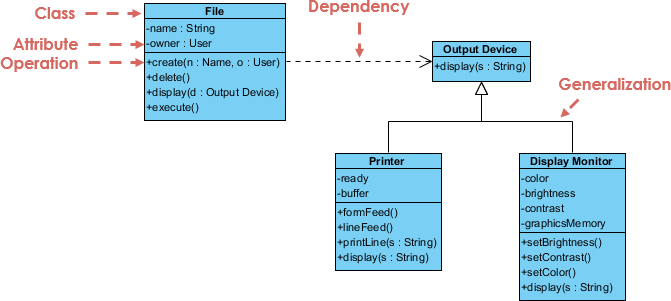 Class
Attribute
Operation
File
-name : String
-owner : User
+create(n : Name, o : User)
+delete()
+display(d : Output Device)
+execute()
Dependency
Output Device
+display(s : String)
Generalization
Printer
-ready
-buffer
+formFeed()
+lineFeed()
+printLine(s : String)
+display(s : String)
Display Monitor
-color
-brightness
-contrast
-graphicsMemory
+setBrightness()
+setContrast()
+setColor()
+display(s : String)